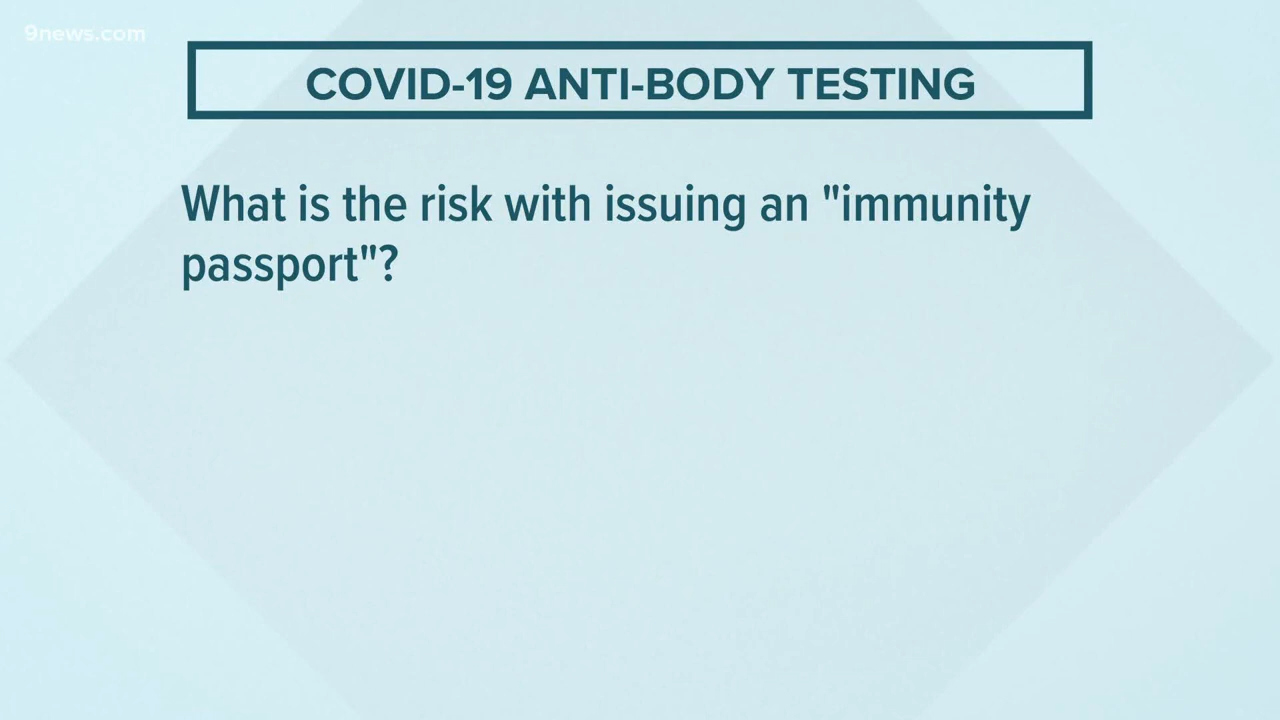 9news.com
COVID-19 ANTI-BODY TESTING
What is the risk with issuing an "immunity
passport"?